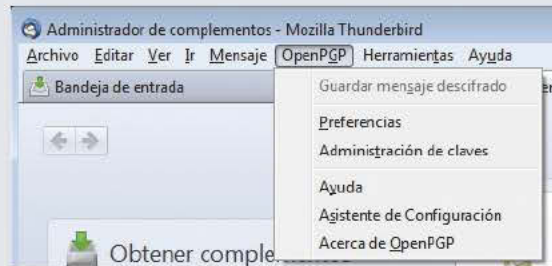 Administrador de complementos - Mozilla Thunderbird
Archivo Editar Ver Ir Mensaje OpenPGP Herramientas Ayuda
Bandeja de entrada
Guardar mensaje descifrado
Preferencias
Administración de claves
Ayuda
Asistente de Configuración
Acerca de OpenPGP
Obtener